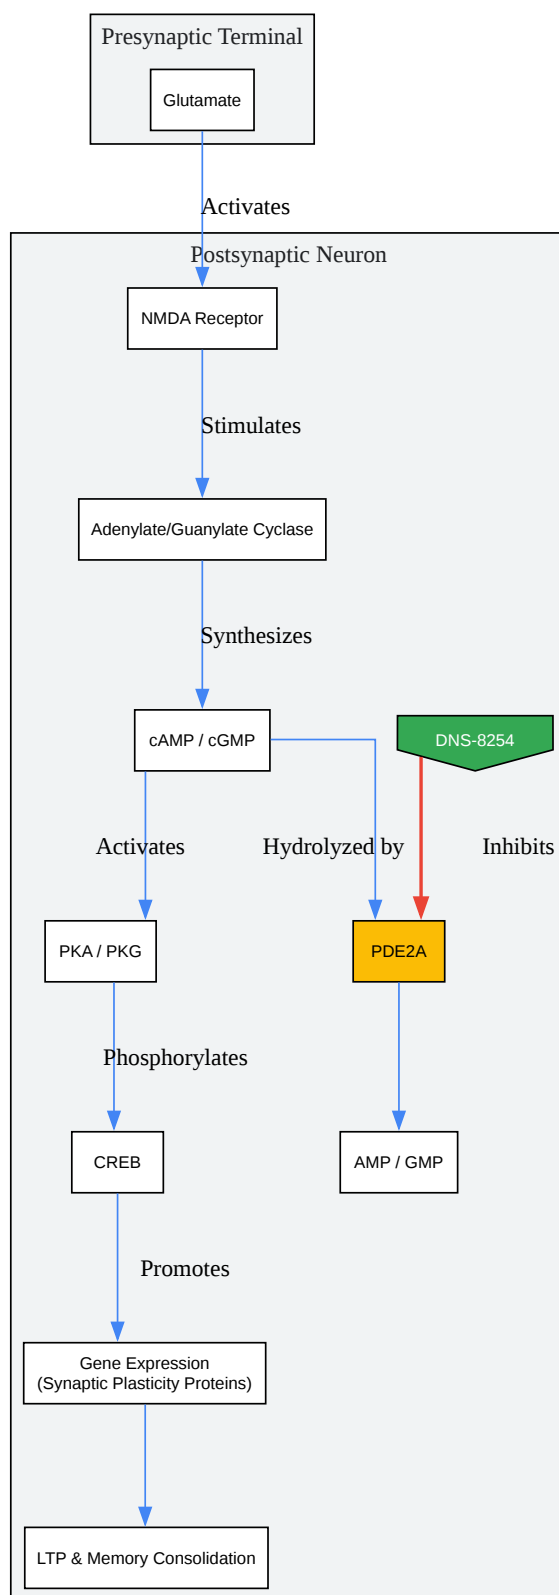 Presynaptic Terminal
Glutamate
Activates
Postsynaptic Neuron
NMDA Receptor
Stimulates
Adenylate/Guanylate Cyclase
Synthesizes
cAMP / cGMP
DNS-8254
Activates
Hydrolyzed by
Inhibits
PKA / PKG
PDE2A
Phosphorylates
CREB
AMP / GMP
Promotes
Gene Expression
(Synaptic Plasticity Proteins)
LTP & Memory Consolidation